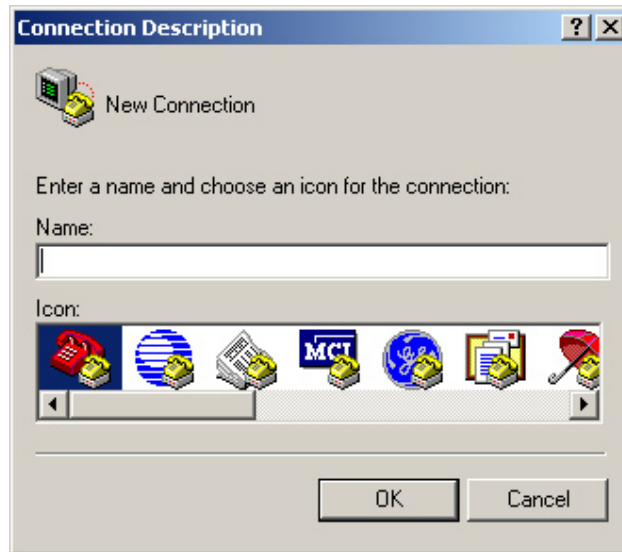 Connection Description
New Connection
Enter a name and choose an icon for the connection:
Name:
Icon:
MCI
OK
Cancel